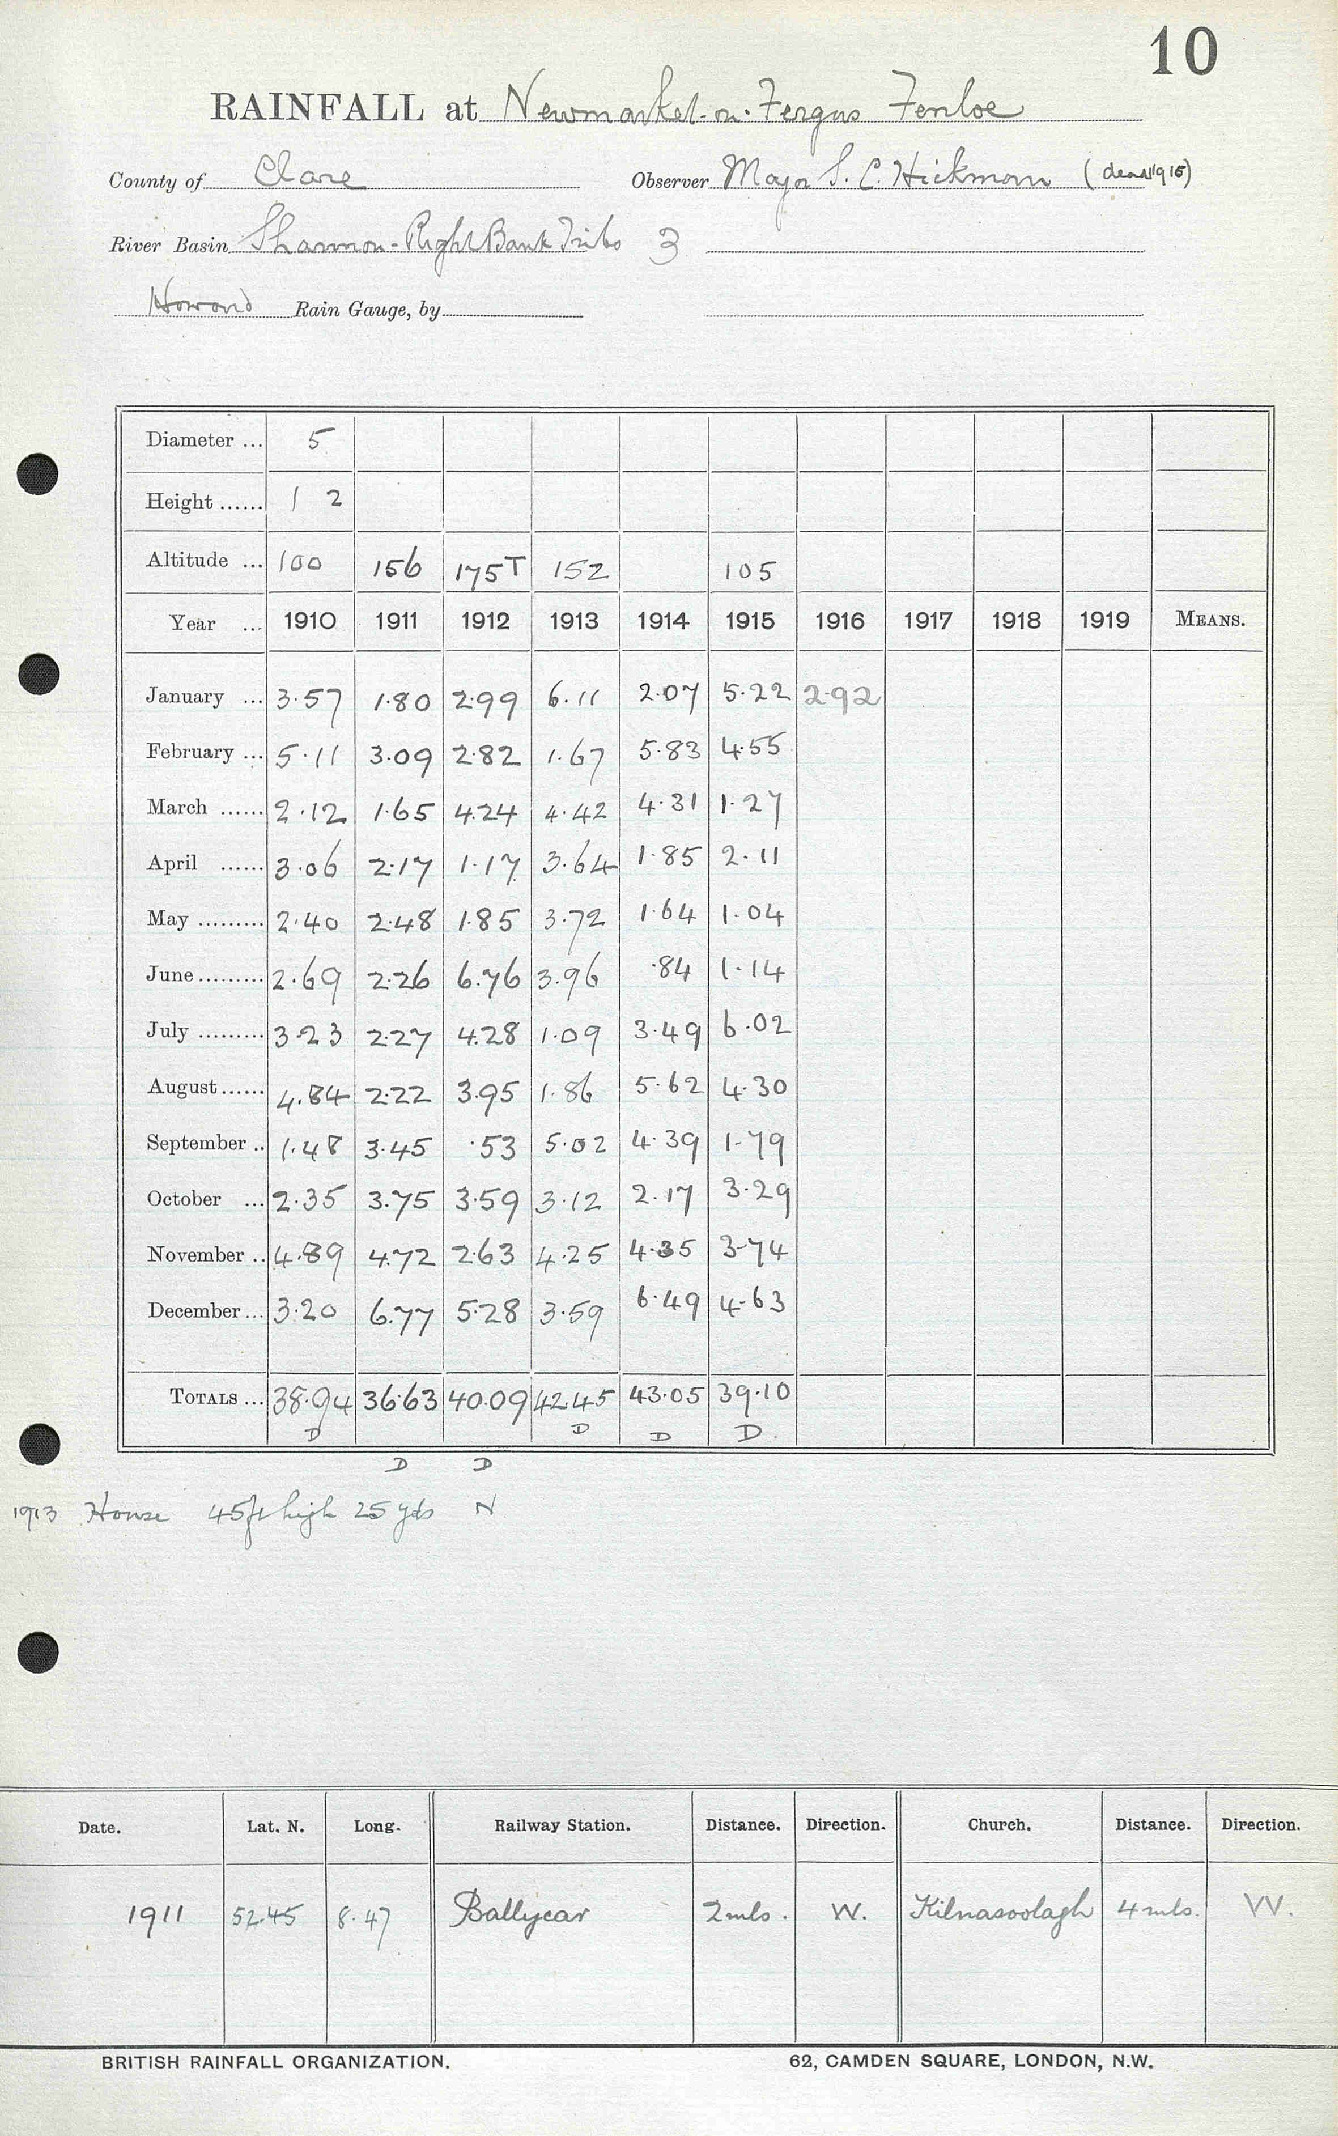 10
RAINFALL at Newmarket-on-Fergus Fenloe
County of Clare Observer Major S. C. Hickman (dead 1916)
River Basin Shannon-Right Bank Tribs 3
Howard Rain Gauge, by
Diameter ... 5
Height ...... 1 2
Altitude ... 100 156 175T 152 105
Year ... 1910 1911 1912 1913 1914 1915 1916 1917 1918 1919 MEANS.
January ... 3.57 1.80 2.99 6.11 2.07 5.22 2.92
February ... 5.11 3.09 2.82 1.67 5.83 4.55
March ...... 2.12 1.65 4.24 4.42 4.31 1.27
April ...... 3.06 2.17 1.17 3.64 1.85 2.11
May ......... 2.40 2.48 1.85 3.72 1.64 1.04
June ......... 2.69 2.26 6.76 3.96 .84 1.14
July ......... 3.23 2.27 4.28 1.09 3.49 6.02
August ...... 4.84 2.22 3.95 1.86 5.62 4.30
September .. 1.48 3.45 .53 5.02 4.39 1.79
October ... 2.35 3.75 3.59 3.12 2.17 3.29
November .. 4.89 4.72 2.63 4.25 4.35 3.74
December ... 3.20 6.77 5.28 3.59 6.49 4.63
TOTALS ... 38.94 36.63 40.09 42.45 43.05 39.10
D D D D
D D
1913 House 45ft high 25 yds N
Date. Lat. N. Long. Railway Station. Distance. Direction. Church. Distance. Direction.
1911 52.45 8.47 Ballycar 2 mls. W. Kilnasoolagh 4 mls. W.
BRITISH RAINFALL ORGANIZATION. 62, CAMDEN SQUARE, LONDON, N.W.